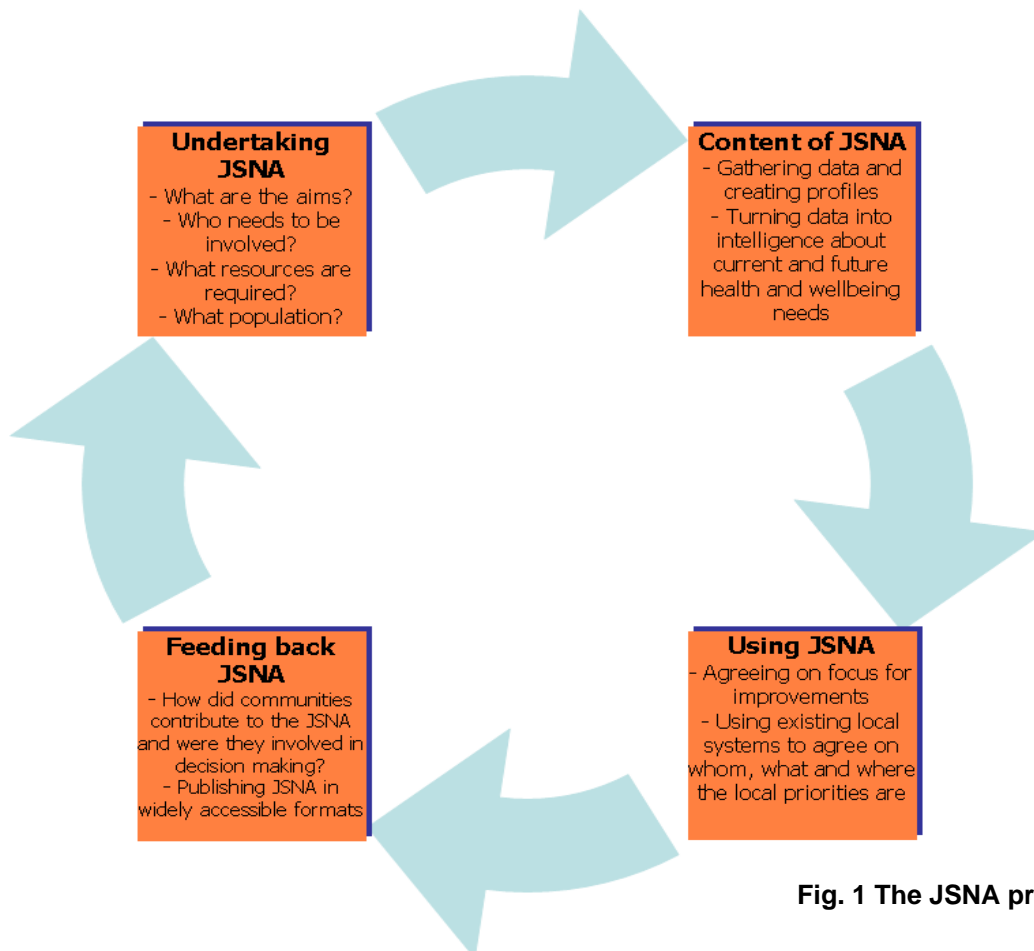 Undertaking
JSNA
- What are the aims?
- Who needs to be
involved?
- What resources are
required?
- What population?
Content of JSNA
- Gathering data and
creating profiles
- Turning data into
intelligence about
current and future
health and wellbeing
needs
Using JSNA
- Agreeing on focus for
improvements
- Using existing local
systems to agree on
whom, what and where
the local priorities are
Feeding back
JSNA
- How did communities
contribute to the JSNA
and were they involved in
decision making?
- Publishing JSNA in
widely accessible formats
Fig. 1 The JSNA pr